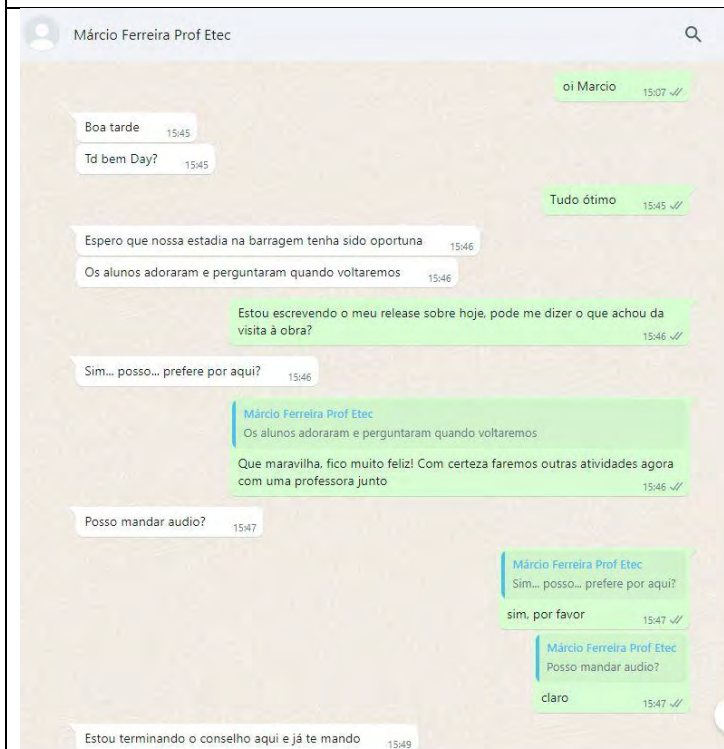 Márcio Ferreira Prof Etec
oi Marcio 15:07
Boa tarde 15:45
Td bem Day? 15:45
Tudo ótimo 15:45
Espero que nossa estadia na barragem tenha sido oportuna 15:46
Os alunos adoraram e perguntaram quando voltaremos 15:46
Estou escrevendo o meu release sobre hoje, pode me dizer o que achou da
visita à obra? 15:46
Sim... posso... prefere por aqui? 15:46
Márcio Ferreira Prof Etec
Os alunos adoraram e perguntaram quando voltaremos
Que maravilha, fico muito feliz! Com certeza faremos outras atividades agora
com uma professora junto 15:46
Posso mandar audio? 15:47
Márcio Ferreira Prof Etec
Sim... posso... prefere por aqui?
sim, por favor 15:47
Márcio Ferreira Prof Etec
Posso mandar audio?
claro 15:47
Estou terminando o conselho aqui e já te mando 15:49